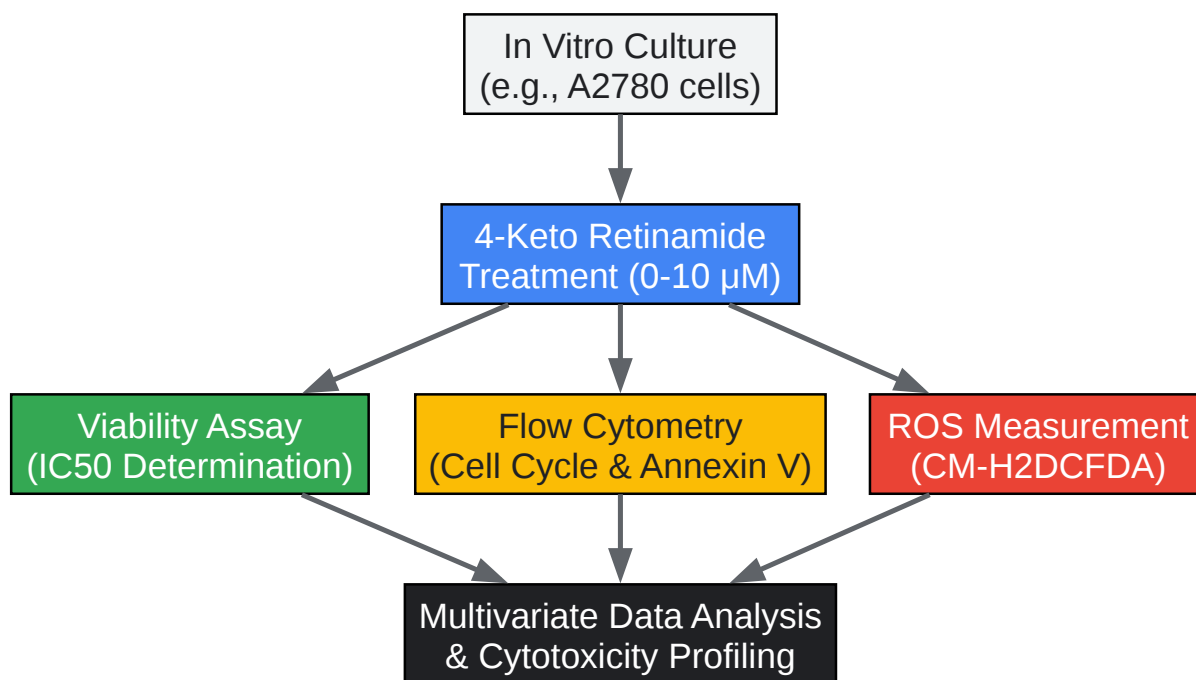 In Vitro Culture
(e.g., A2780 cells)
4-Keto Retinamide
Treatment (0-10 μM)
Viability Assay
(IC50 Determination)
Flow Cytometry
(Cell Cycle & Annexin V)
ROS Measurement
(CM-H2DCFDA)
Multivariate Data Analysis
& Cytotoxicity Profiling